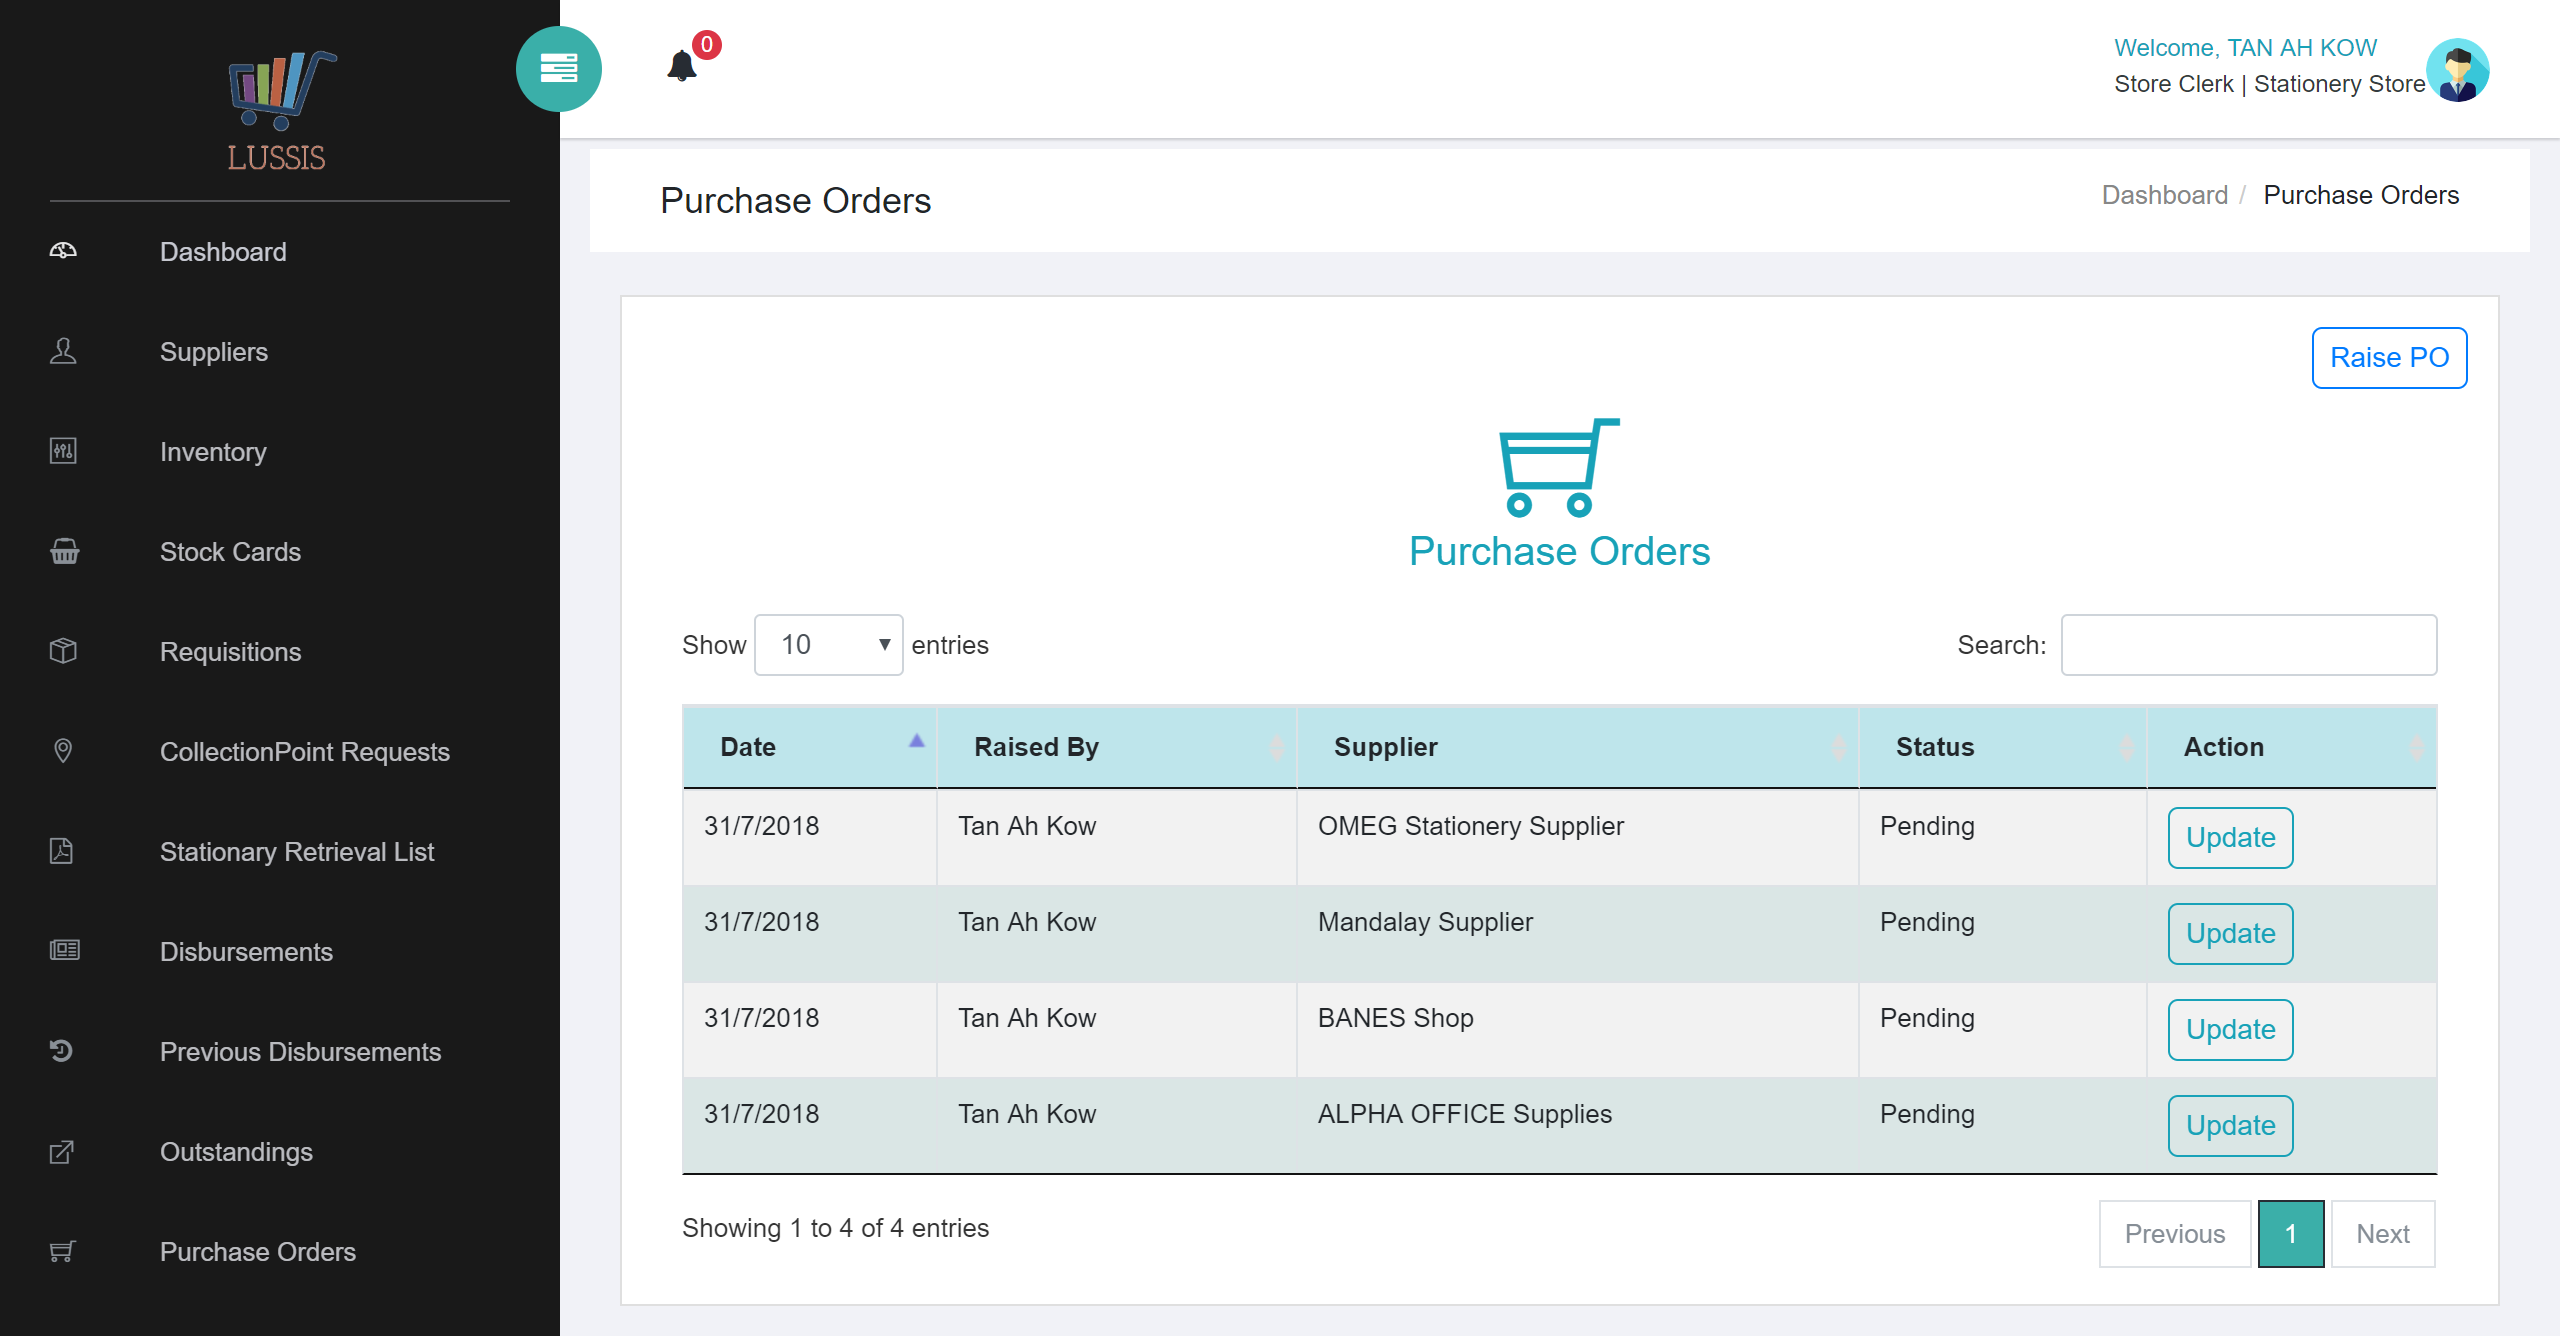 LUSSIS
Dashboard
Suppliers
Inventory
Stock Cards
Requisitions
CollectionPoint Requests
Stationary Retrieval List
Disbursements
Previous Disbursements
Outstandings
Purchase Orders
0
Welcome, TAN AH KOW
Store Clerk | Stationery Store
Purchase Orders
Dashboard / Purchase Orders
Raise PO
Purchase Orders
Show 10 entries
Search:
Date Raised By Supplier Status Action
31/7/2018 Tan Ah Kow OMEG Stationery Supplier Pending Update
31/7/2018 Tan Ah Kow Mandalay Supplier Pending Update
31/7/2018 Tan Ah Kow BANES Shop Pending Update
31/7/2018 Tan Ah Kow ALPHA OFFICE Supplies Pending Update
Showing 1 to 4 of 4 entries
Previous 1 Next